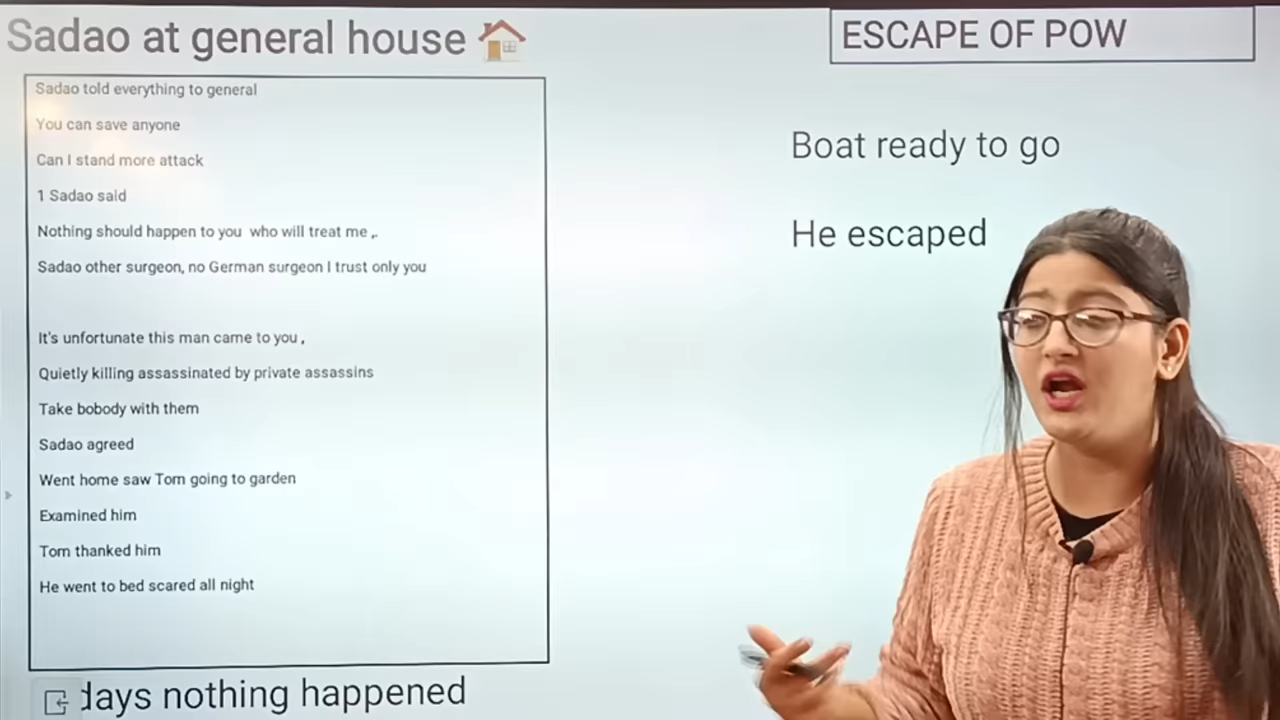 Sadao at general house
Sadao told everything to general
You can save anyone
Can I stand more attack
1 Sadao said
Nothing should happen to you who will treat me ,.
Sadao other surgeon, no German surgeon I trust only you
It's unfortunate this man came to you ,
Quietly killing assassinated by private assassins
Take bobody with them
Sadao agreed
Went home saw Tom going to garden
Examined him
Tom thanked him
He went to bed scared all night
days nothing happened
ESCAPE OF POW
Boat ready to go
He escaped